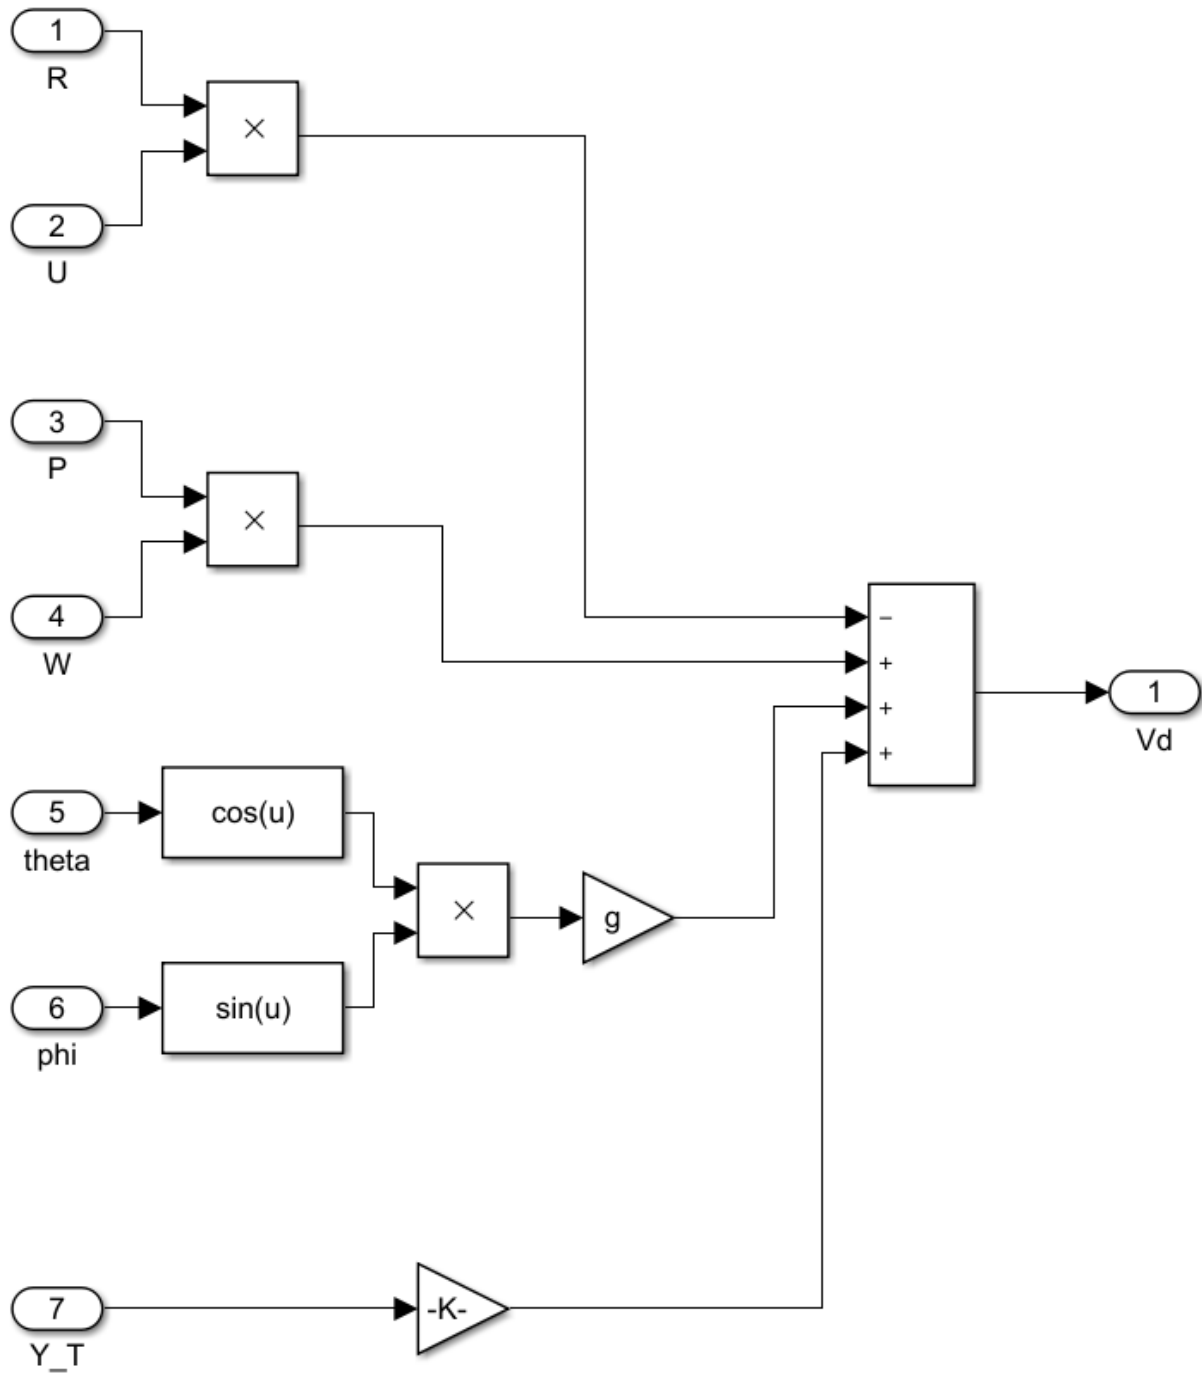 1
R
×
2
U
3
P
×
4
W
−
+
+
+
1
Vd
5
theta
cos(u)
×
g
6
phi
sin(u)
7
Y_T
-K-